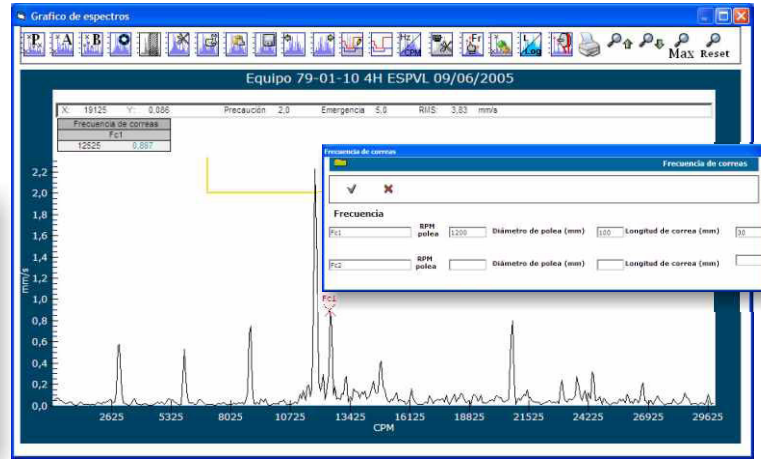 Grafico de espectros
P A B Hz CPM Fr L Log Max Reset
Equipo 79-01-10 4H ESPVL 09/06/2005
X: 19125 Y: 0,086 Precaución 2,0 Emergencia 5,0 RMS: 3,83 mm/s
Frecuencia de correas
Fc1
12525 0,887
Frecuencia de correas
Frecuencia de correas
Frecuencia
Fc1 RPM polea 1200 Diámetro de polea (mm) 100 Longitud de correa (mm) 30
Fc2 RPM polea Diámetro de polea (mm) Longitud de correa (mm)
2,2
2,0
1,8
1,6
1,4
1,2
1,0
0,8
0,6
0,4
0,2
0,0
mm/s
Fc1
2625 5325 8025 10725 13425 16125 18825 21525 24225 26925 29625
CPM